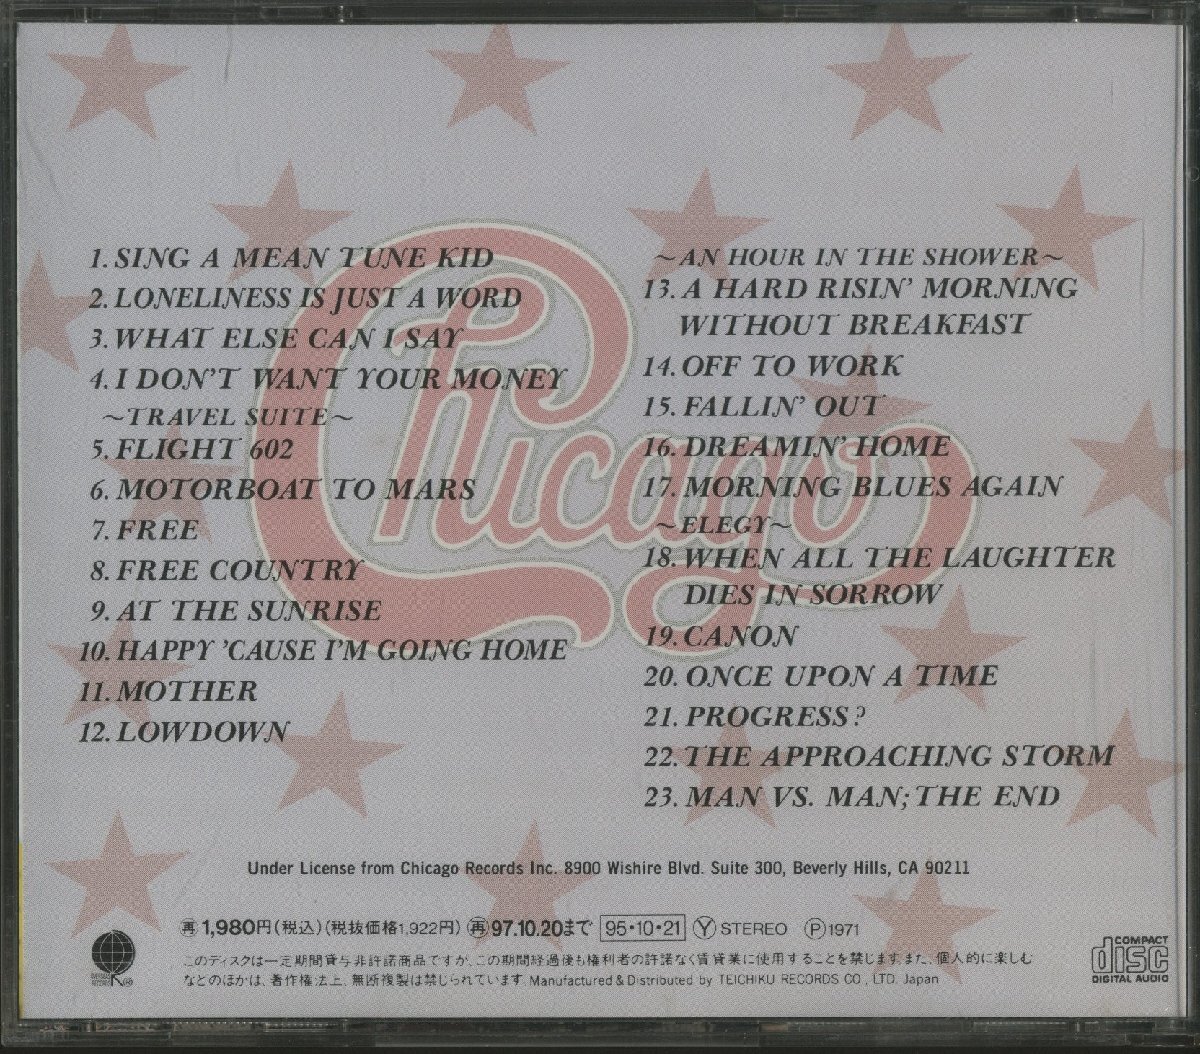 1. SING A MEAN TUNE KID
2. LONELINESS IS JUST A WORD
3. WHAT ELSE CAN I SAY
4. I DON'T WANT YOUR MONEY
~TRAVEL SUITE~
5. FLIGHT 602
6. MOTORBOAT TO MARS
7. FREE
8. FREE COUNTRY
9. AT THE SUNRISE
10. HAPPY 'CAUSE I'M GOING HOME
11. MOTHER
12. LOWDOWN
~AN HOUR IN THE SHOWER~
13. A HARD RISIN' MORNING
WITHOUT BREAKFAST
14. OFF TO WORK
15. FALLIN' OUT
16. DREAMIN' HOME
17. MORNING BLUES AGAIN
~ELEGY~
18. WHEN ALL THE LAUGHTER
DIES IN SORROW
19. CANON
20. ONCE UPON A TIME
21. PROGRESS?
22. THE APPROACHING STORM
23. MAN VS. MAN; THE END
Chicago
Under License from Chicago Records Inc. 8900 Wishire Blvd. Suite 300, Beverly Hills, CA 90211
再1,980円(税込)(税抜価格1,922円) 再97.10.20まで 95・10・21 Ⓨ STEREO Ⓟ1971
このディスクは一定期間貸与非許諾商品ですが、この期間経過後も権利者の許諾なく賃貸業に使用することを禁じます。また、個人的に楽しむ
などのほかは、著作権法上、無断複製は禁じられています。Manufactured & Distributed by TEICHIKU RECORDS CO., LTD. Japan
COMPACT
disc
DIGITAL AUDIO